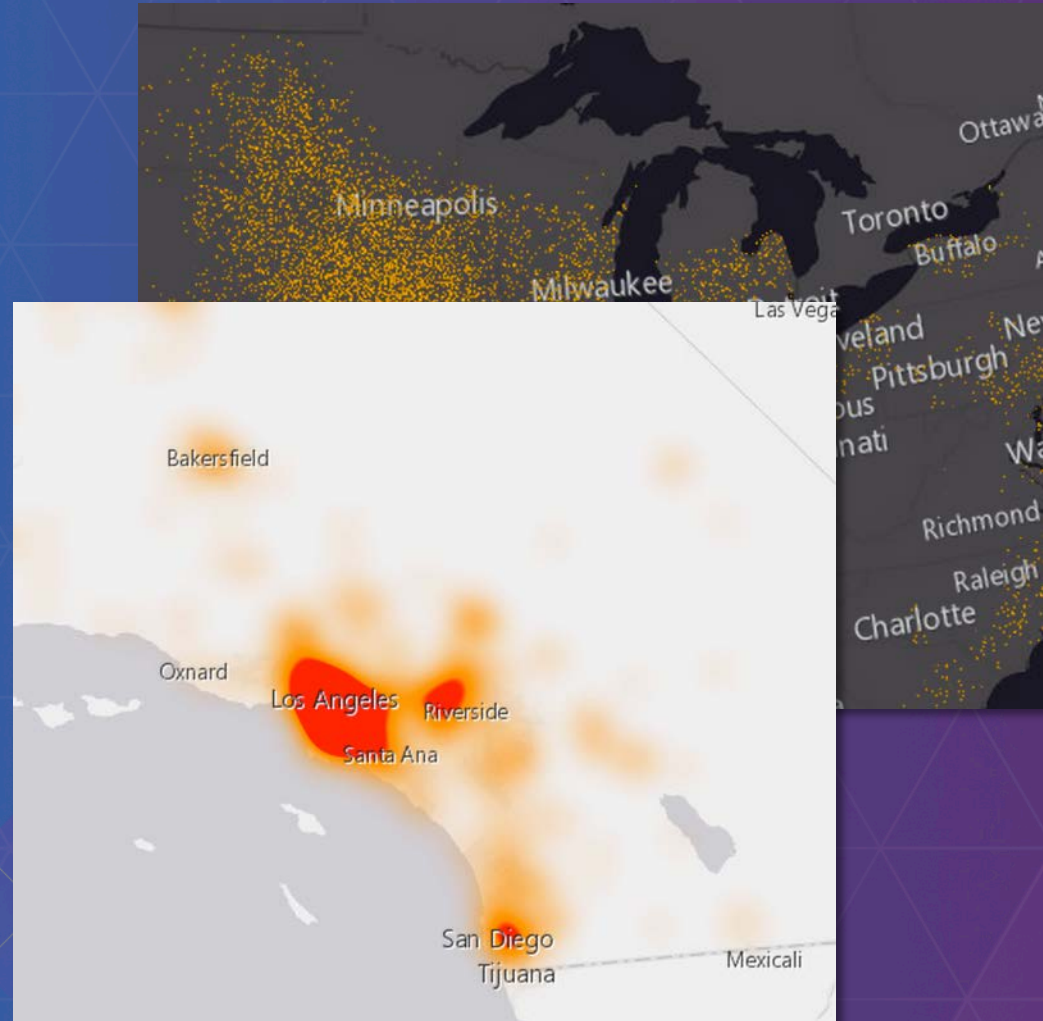 Ottawa
Minneapolis
Toronto
Buffalo
Milwaukee
Las Vega
veland
Pittsburgh
ous
nati
Richmond
Raleigh
Charlotte
Bakersfield
Oxnard
Los Angeles
Riverside
Santa Ana
San Diego
Tijuana
Mexicali